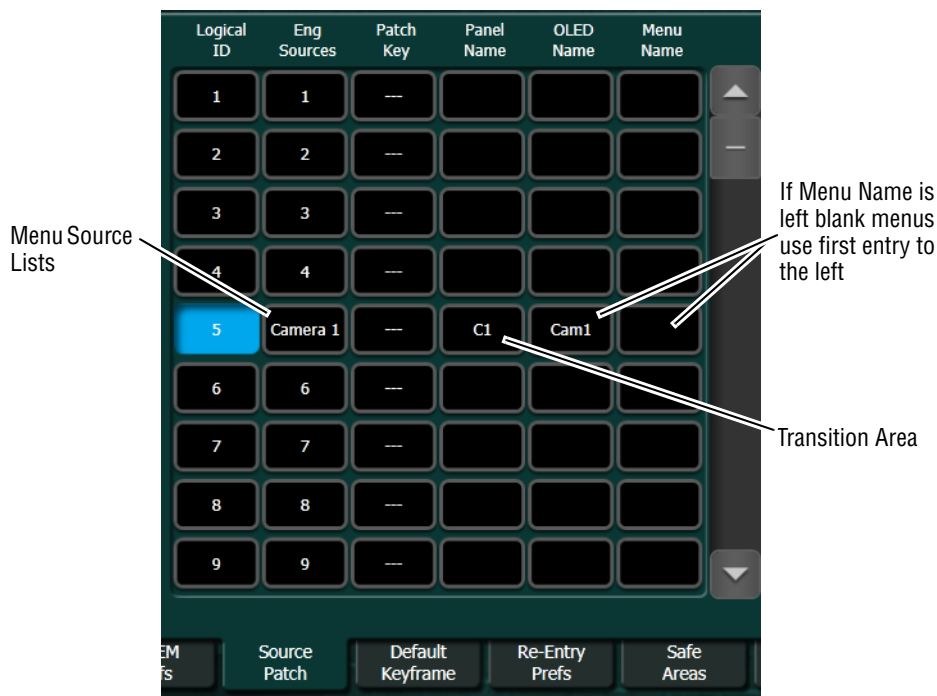 Logical ID
Eng Sources
Patch Key
Panel Name
OLED Name
Menu Name
1 1 ---
2 2 ---
3 3 ---
4 4 ---
5 Camera 1 --- C1 Cam1
6 6 ---
7 7 ---
8 8 ---
9 9 ---
Menu Source
Lists
If Menu Name is
left blank menus
use first entry to
the left
Transition Area
Source
Patch
Default
Keyframe
Re-Entry
Prefs
Safe
Areas